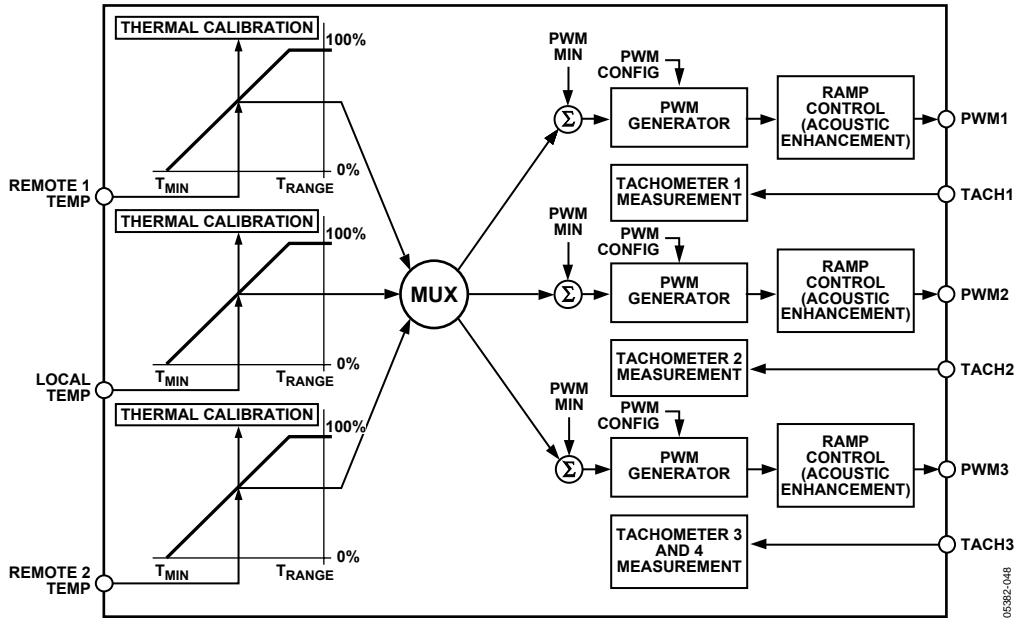 THERMAL CALIBRATION
100%
0%
T_MIN
T_RANGE
REMOTE 1
TEMP
THERMAL CALIBRATION
100%
0%
T_MIN
T_RANGE
LOCAL
TEMP
THERMAL CALIBRATION
100%
0%
T_MIN
T_RANGE
REMOTE 2
TEMP
MUX
PWM
MIN
Σ
PWM
CONFIG
PWM
GENERATOR
RAMP
CONTROL
(ACOUSTIC
ENHANCEMENT)
PWM1
TACHOMETER 1
MEASUREMENT
TACH1
PWM
MIN
Σ
PWM
CONFIG
PWM
GENERATOR
RAMP
CONTROL
(ACOUSTIC
ENHANCEMENT)
PWM2
TACHOMETER 2
MEASUREMENT
TACH2
PWM
MIN
Σ
PWM
CONFIG
PWM
GENERATOR
RAMP
CONTROL
(ACOUSTIC
ENHANCEMENT)
PWM3
TACHOMETER 3
AND 4
MEASUREMENT
TACH3
05382-048